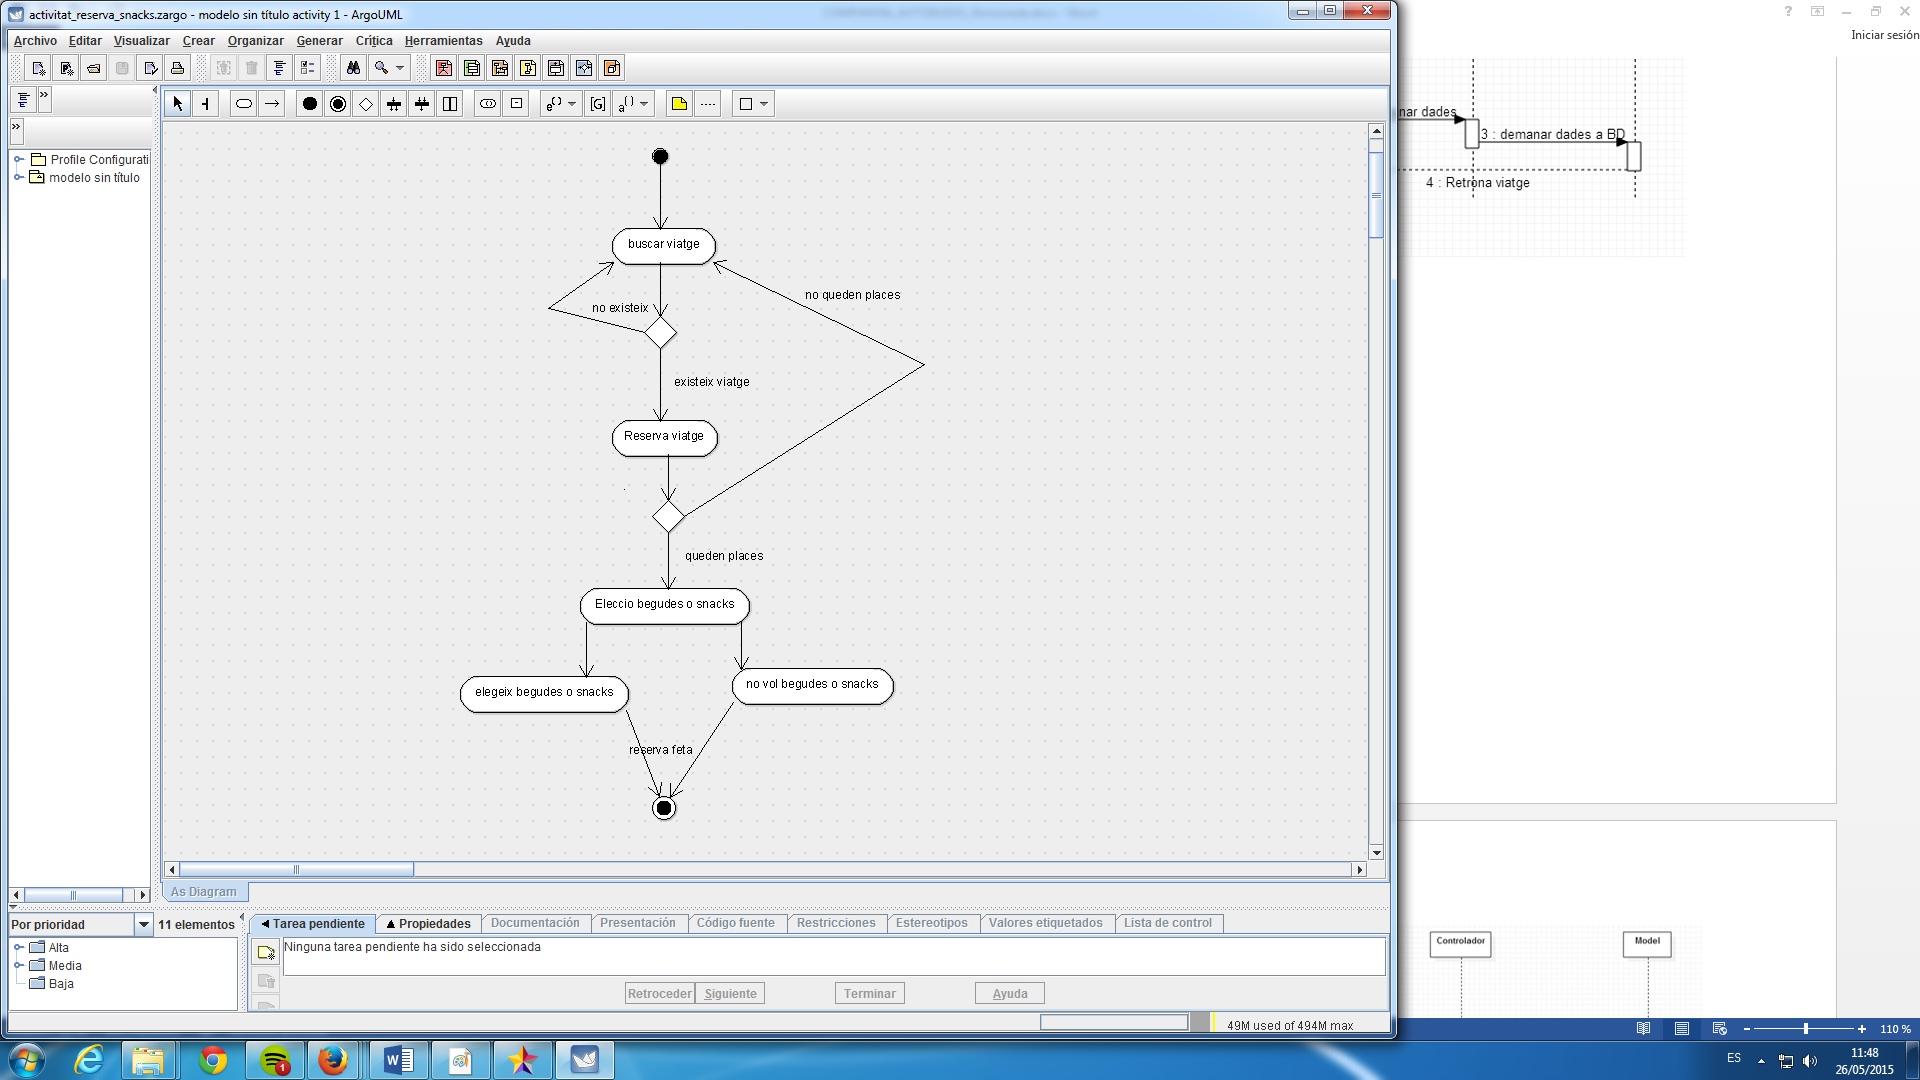 activitat_reserva_snacks.zargo - modelo sin título activity 1 - ArgoUML
Archivo Editar Visualizar Crear Organizar Generar Crítica Herramientas Ayuda
Iniciar sesión
Profile Configurati
modelo sin título
buscar viatge
no existeix
no queden places
existeix viatge
Reserva viatge
queden places
Eleccio begudes o snacks
elegeix begudes o snacks
no vol begudes o snacks
reserva feta
As Diagram
Por prioridad
11 elementos
Alta
Media
Baja
Tarea pendiente
Propiedades
Documentación
Presentación
Código fuente
Restricciones
Estereotipos
Valores etiquetados
Lista de control
Ninguna tarea pendiente ha sido seleccionada
Retroceder
Siguiente
Terminar
Ayuda
49M used of 494M max
nar dades
3 : demanar dades a BD
4 : Retrona viatge
Controlador
Model
110 %
ES
11:48
26/05/2015